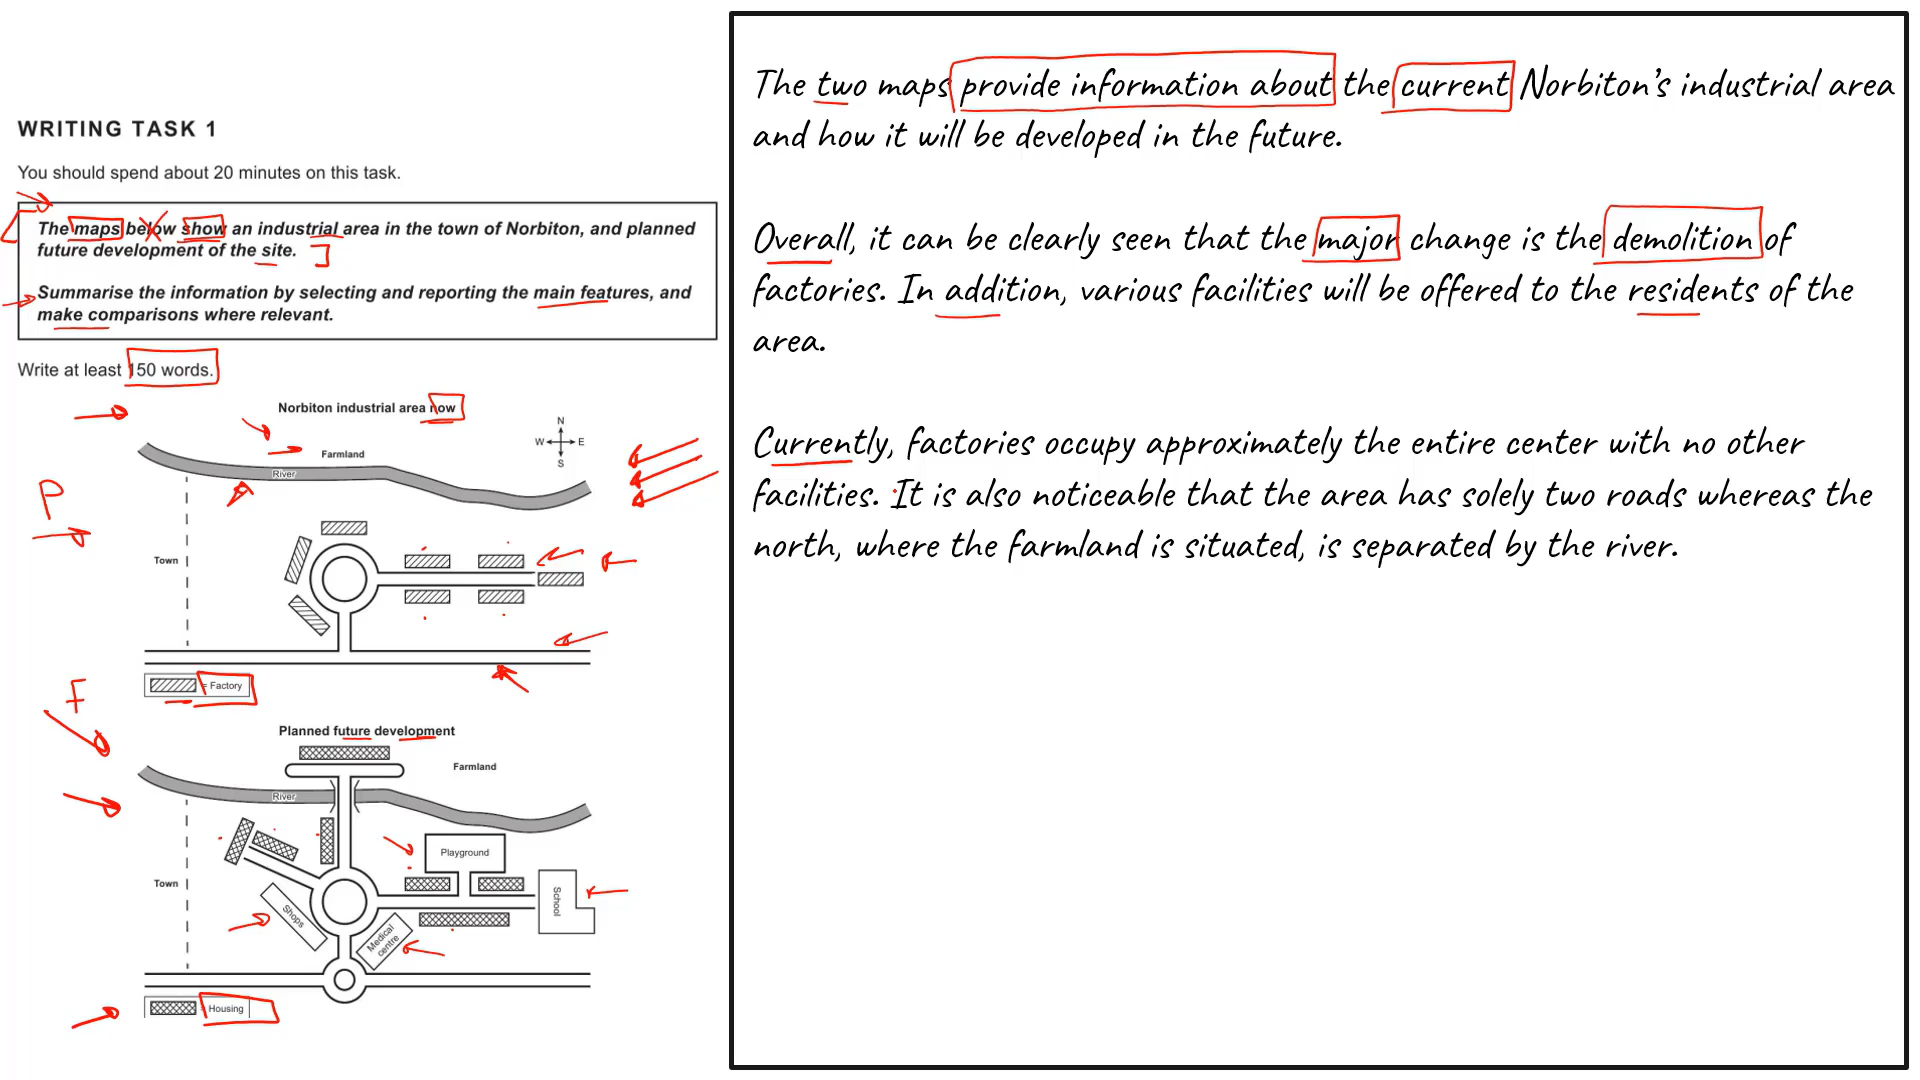 WRITING TASK 1
You should spend about 20 minutes on this task.
The maps below show an industrial area in the town of Norbiton, and planned
future development of the site.
Summarise the information by selecting and reporting the main features, and
make comparisons where relevant.
Write at least 150 words.
Norbiton industrial area now
N
W E
S
Farmland
River
P
Town
= Factory
F
Planned future development
Farmland
River
Playground
Town
School
Shops
Medical
centre
= Housing
The two maps provide information about the current Norbiton's industrial area
and how it will be developed in the future.
Overall, it can be clearly seen that the major change is the demolition of
factories. In addition, various facilities will be offered to the residents of the
area.
Currently, factories occupy approximately the entire center with no other
facilities. It is also noticeable that the area has solely two roads whereas the
north, where the farmland is situated, is separated by the river.